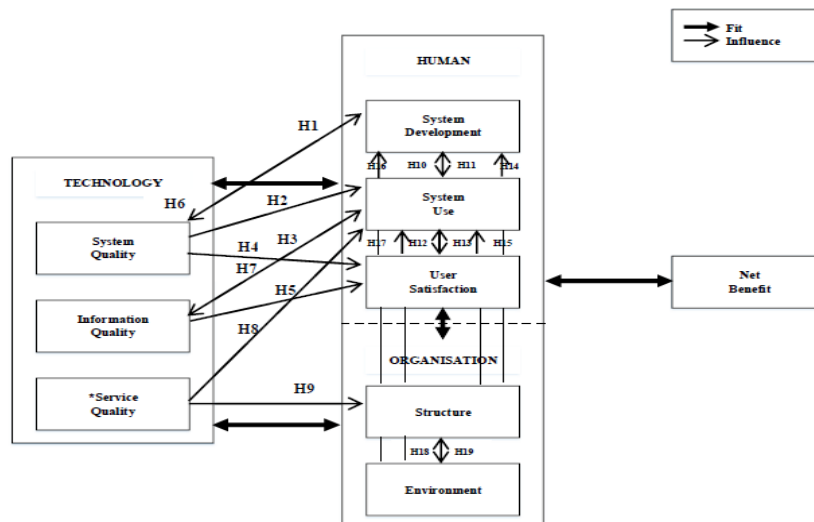 Fit
Influence
HUMAN
System
Development
H1
H16
H10
H11
H14
TECHNOLOGY
H6
H2
System
Use
System
Quality
H4
H3
H17
H12
H13
H15
H7
User
Satisfaction
Net
Benefit
Information
Quality
H5
H8
ORGANISATION
*Service
Quality
H9
Structure
H18
H19
Environment